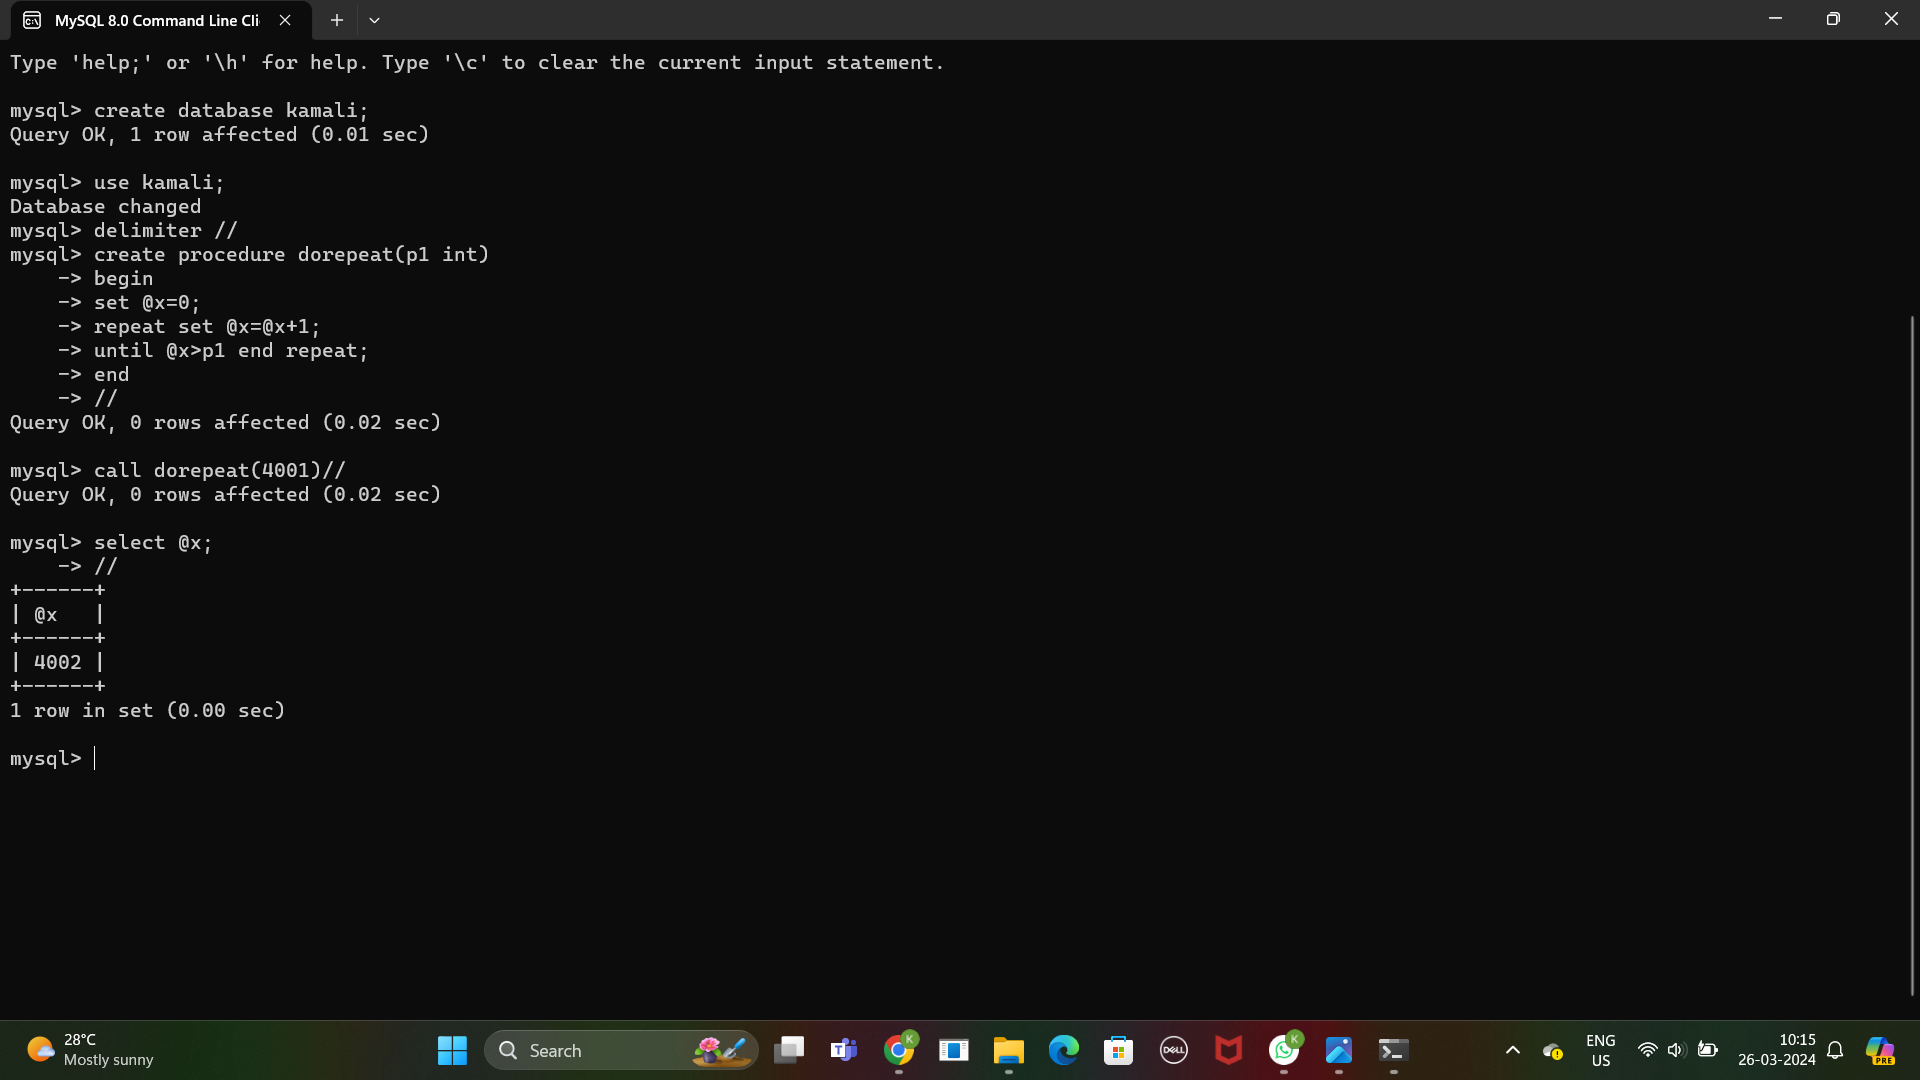 MySQL 8.0 Command Line Cli
Type 'help;' or '\h' for help. Type '\c' to clear the current input statement.
mysql> create database kamali;
Query OK, 1 row affected (0.01 sec)
mysql> use kamali;
Database changed
mysql> delimiter //
mysql> create procedure dorepeat(p1 int)
    -> begin
    -> set @x=0;
    -> repeat set @x=@x+1;
    -> until @x>p1 end repeat;
    -> end
    -> //
Query OK, 0 rows affected (0.02 sec)
mysql> call dorepeat(4001)//
Query OK, 0 rows affected (0.02 sec)
mysql> select @x;
    -> //
+------+
| @x   |
+------+
| 4002 |
+------+
1 row in set (0.00 sec)
mysql>
28°C
Mostly sunny
Search
T
K
DELL
K
ENG
US
10:15
26-03-2024
PRE